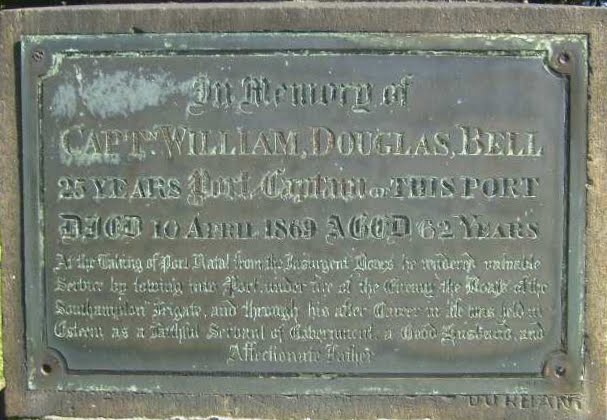 In Memory of
CAPT. WILLIAM, DOUGLAS, BELL
25 YEARS Port Captain OF THIS PORT
DIED 10 APRIL 1869 AGED 62 YEARS
At the Taking of Port Natal from the Insurgent Boers he rendered valuable
Service by towing into Port, under fire of the Enemy the Boats of the
"Southampton" Frigate, and through his after Career in life was held in
Esteem as a faithful Servant of Government, a Good Husband, and
Affectionate Father
DURBAN